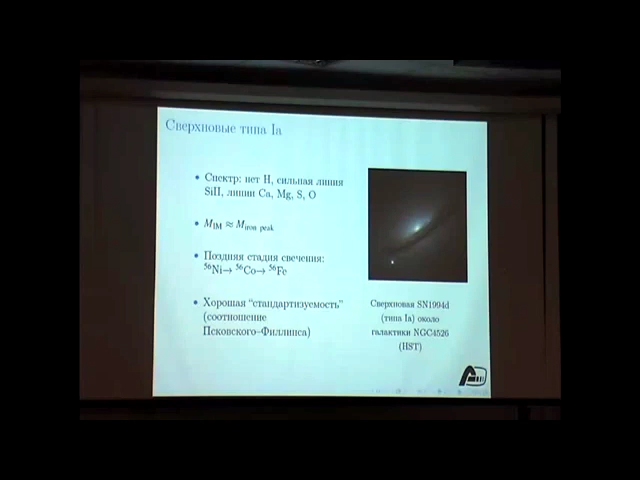 Сверхновые типа Ia
• Спектр: нет H, сильная линия
SiII, линии Ca, Mg, S, O
• M_IM ≈ M_iron peak
• Поздняя стадия свечения:
⁵⁶Ni→ ⁵⁶Co→ ⁵⁶Fe
• Хорошая “стандартизуемость”
(соотношение
Псковского–Филлипса)
Сверхновая SN1994d
(типа Ia) около
галактики NGC4526
(HST)